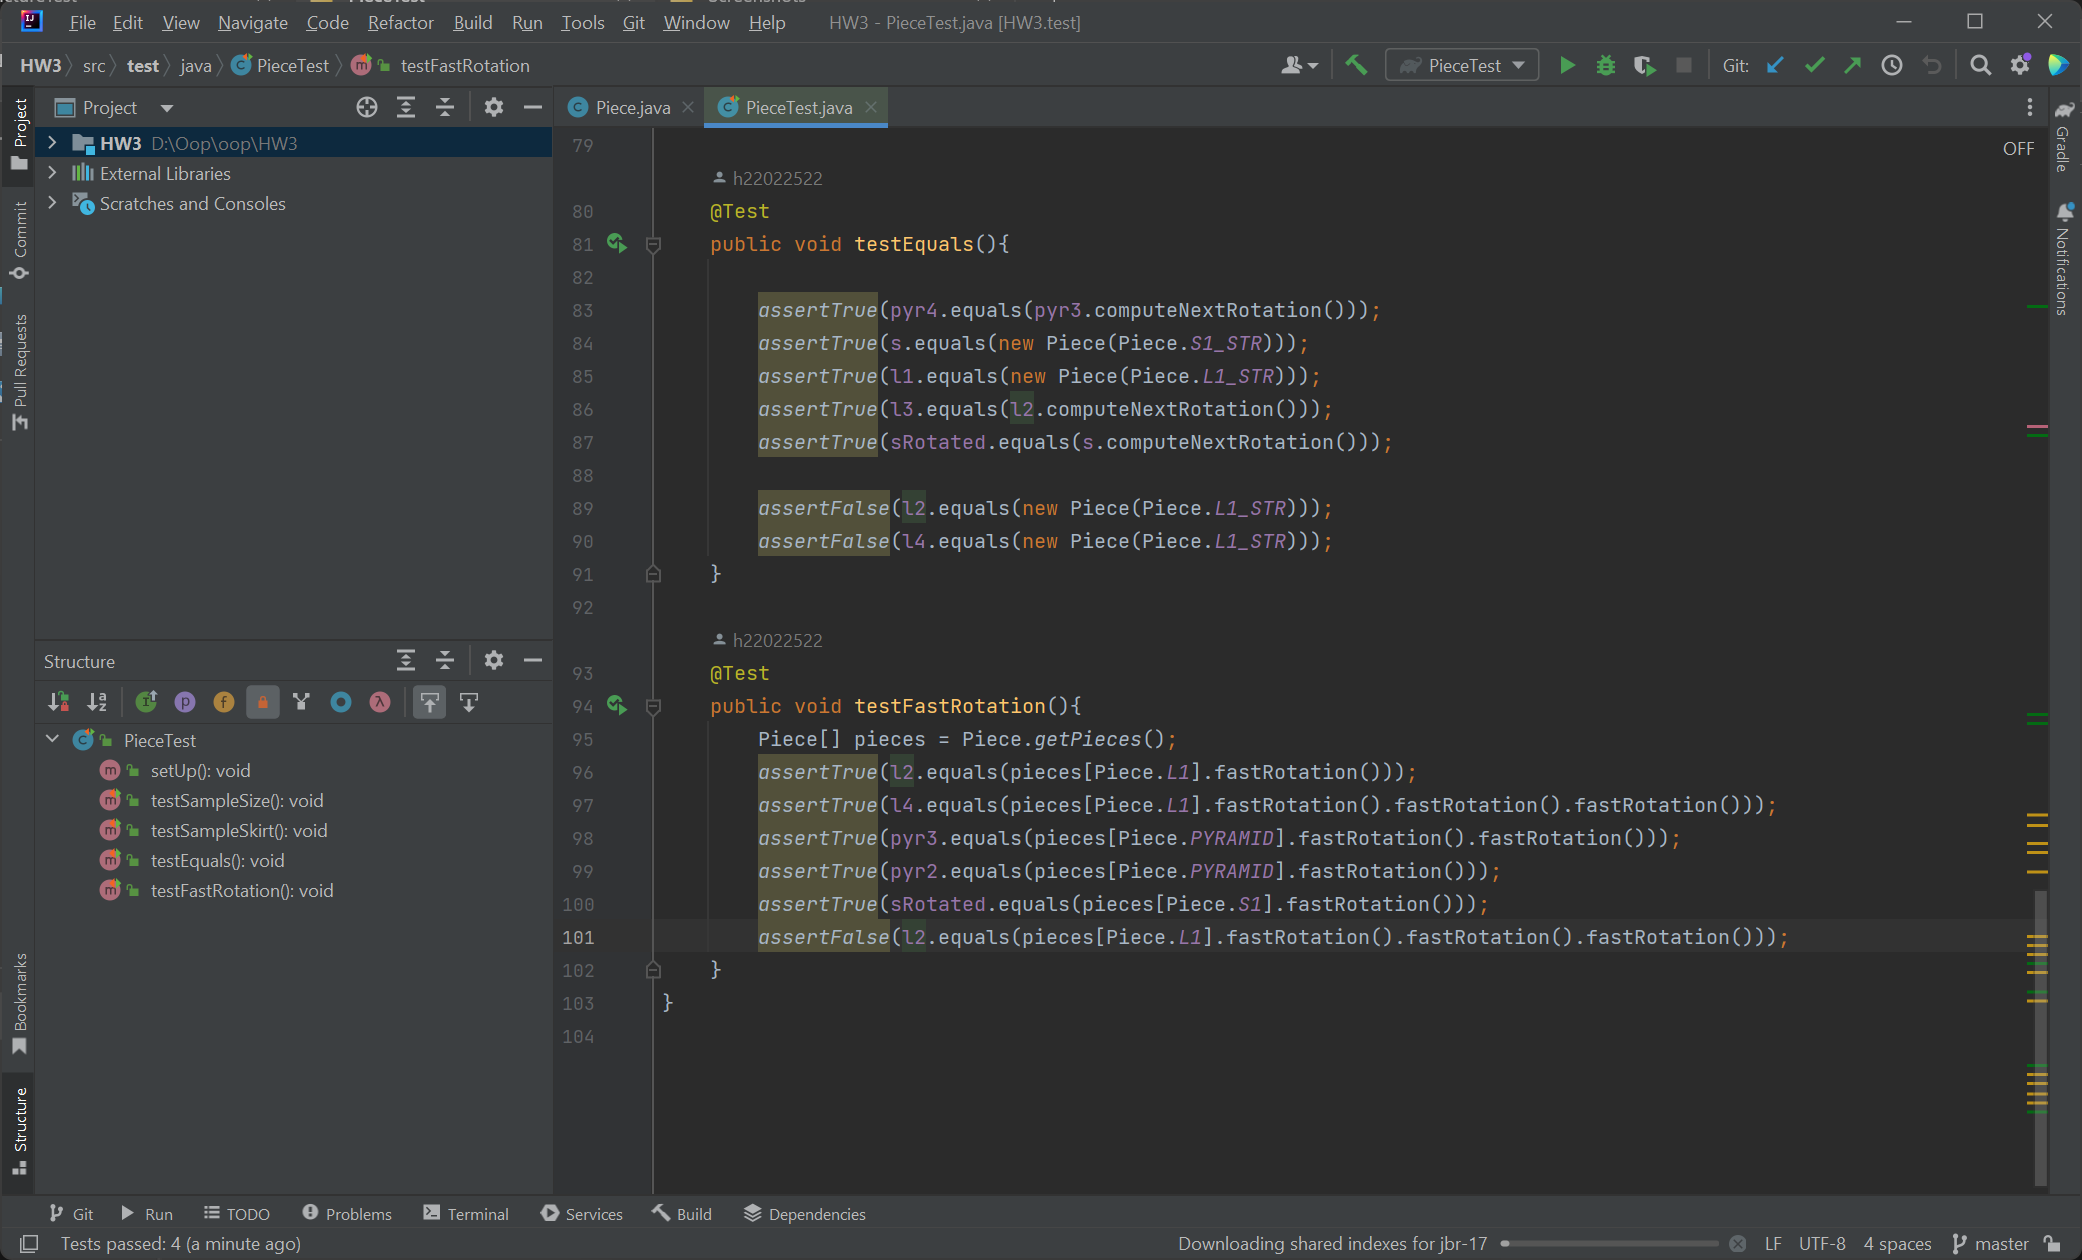 File Edit View Navigate Code Refactor Build Run Tools Git Window Help HW3 - PieceTest.java [HW3.test]
HW3 src test java PieceTest testFastRotation
PieceTest
Git:
Project
Piece.java
PieceTest.java
Project
Commit
Pull Requests
Bookmarks
Structure
HW3 D:\Oop\oop\HW3
External Libraries
Scratches and Consoles
Structure
PieceTest
setUp(): void
testSampleSize(): void
testSampleSkirt(): void
testEquals(): void
testFastRotation(): void
OFF
Gradle
Notifications
79
h22022522
80 @Test
81 public void testEquals(){
82
83 assertTrue(pyr4.equals(pyr3.computeNextRotation()));
84 assertTrue(s.equals(new Piece(Piece.S1_STR)));
85 assertTrue(l1.equals(new Piece(Piece.L1_STR)));
86 assertTrue(l3.equals(l2.computeNextRotation()));
87 assertTrue(sRotated.equals(s.computeNextRotation()));
88
89 assertFalse(l2.equals(new Piece(Piece.L1_STR)));
90 assertFalse(l4.equals(new Piece(Piece.L1_STR)));
91 }
92
h22022522
93 @Test
94 public void testFastRotation(){
95 Piece[] pieces = Piece.getPieces();
96 assertTrue(l2.equals(pieces[Piece.L1].fastRotation()));
97 assertTrue(l4.equals(pieces[Piece.L1].fastRotation().fastRotation().fastRotation()));
98 assertTrue(pyr3.equals(pieces[Piece.PYRAMID].fastRotation().fastRotation()));
99 assertTrue(pyr2.equals(pieces[Piece.PYRAMID].fastRotation()));
100 assertTrue(sRotated.equals(pieces[Piece.S1].fastRotation()));
101 assertFalse(l2.equals(pieces[Piece.L1].fastRotation().fastRotation().fastRotation()));
102 }
103 }
104
Git Run TODO Problems Terminal Services Build Dependencies
Tests passed: 4 (a minute ago)
Downloading shared indexes for jbr-17
LF UTF-8 4 spaces master